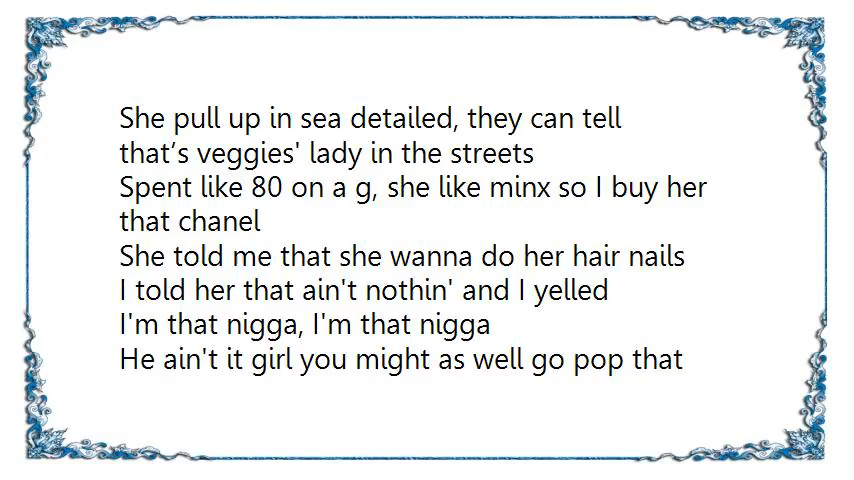 She pull up in sea detailed, they can tell
that’s veggies' lady in the streets
Spent like 80 on a g, she like minx so I buy her
that chanel
She told me that she wanna do her hair nails
I told her that ain't nothin' and I yelled
I'm that nigga, I'm that nigga
He ain't it girl you might as well go pop that